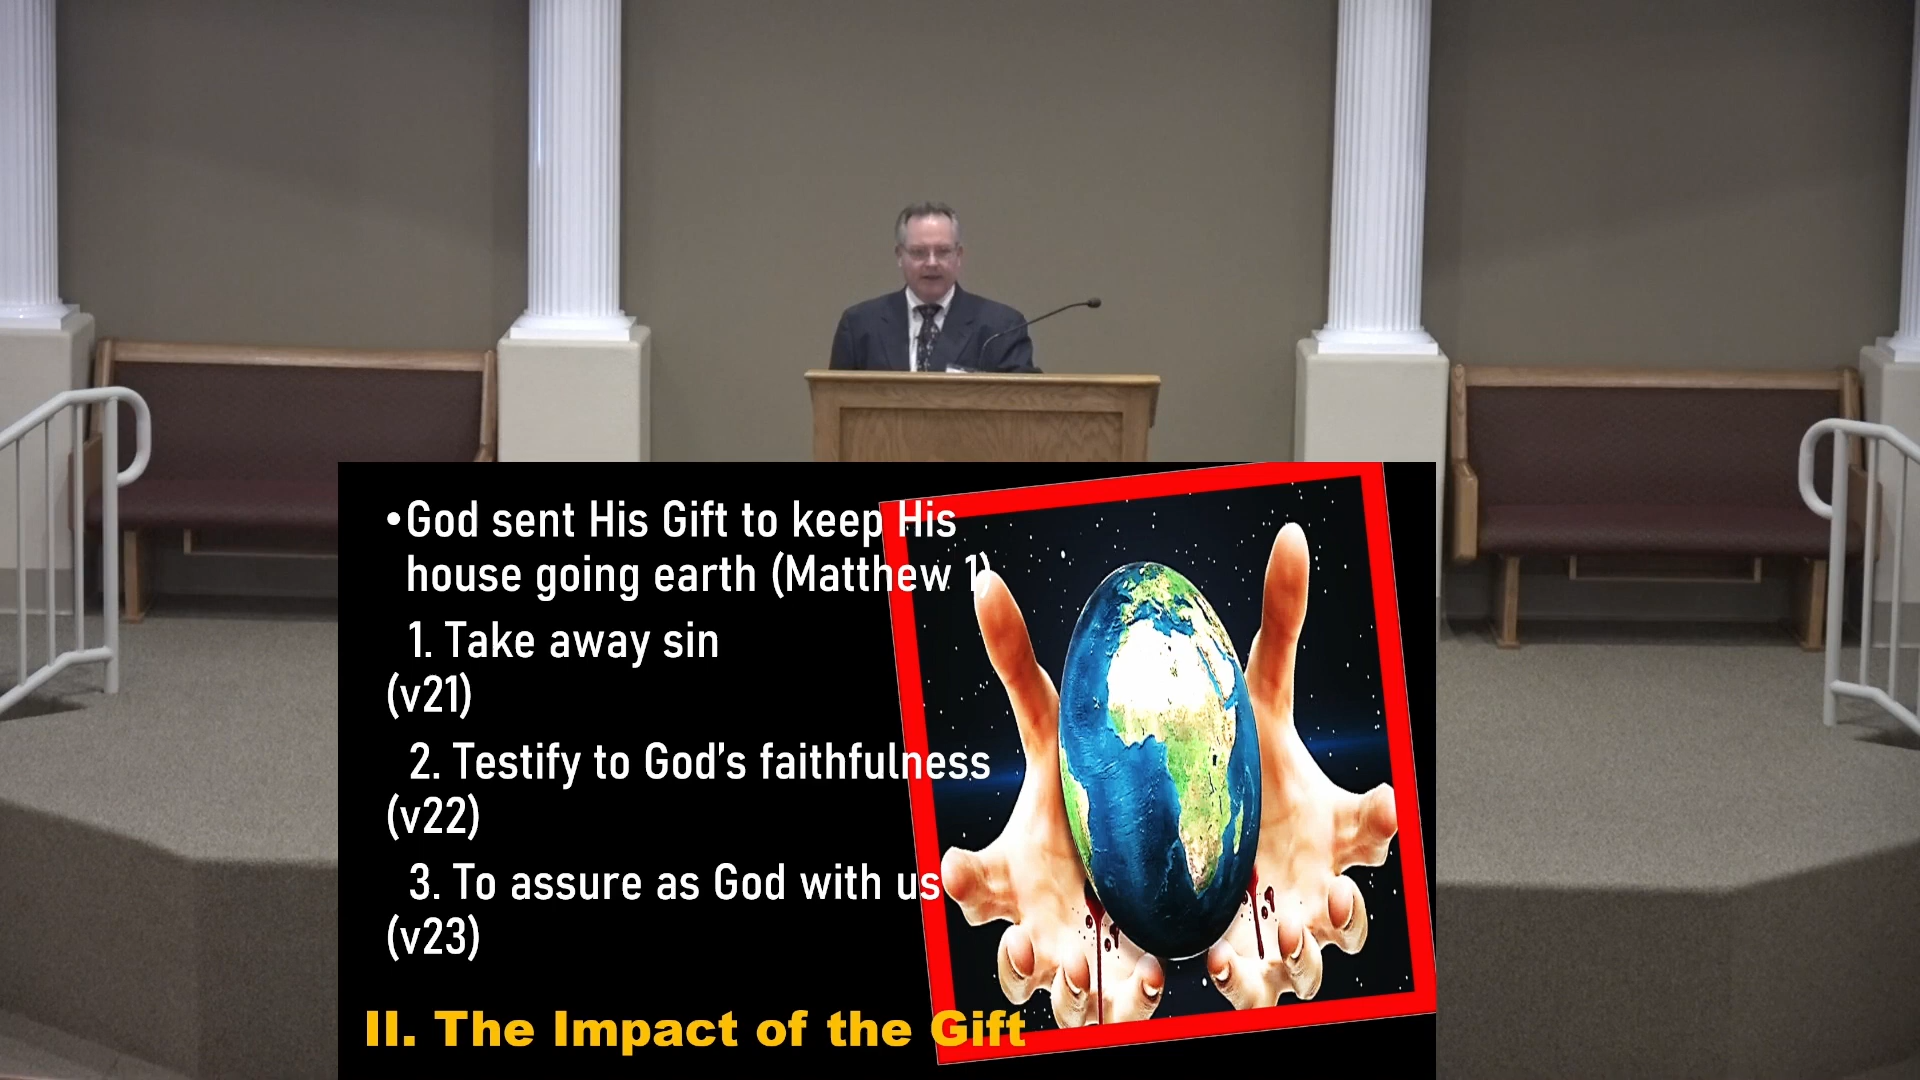 •God sent His Gift to keep His
house going earth (Matthew 1)
1. Take away sin
(v21)
2. Testify to God's faithfulness
(v22)
3. To assure as God with us
(v23)
II. The Impact of the Gift